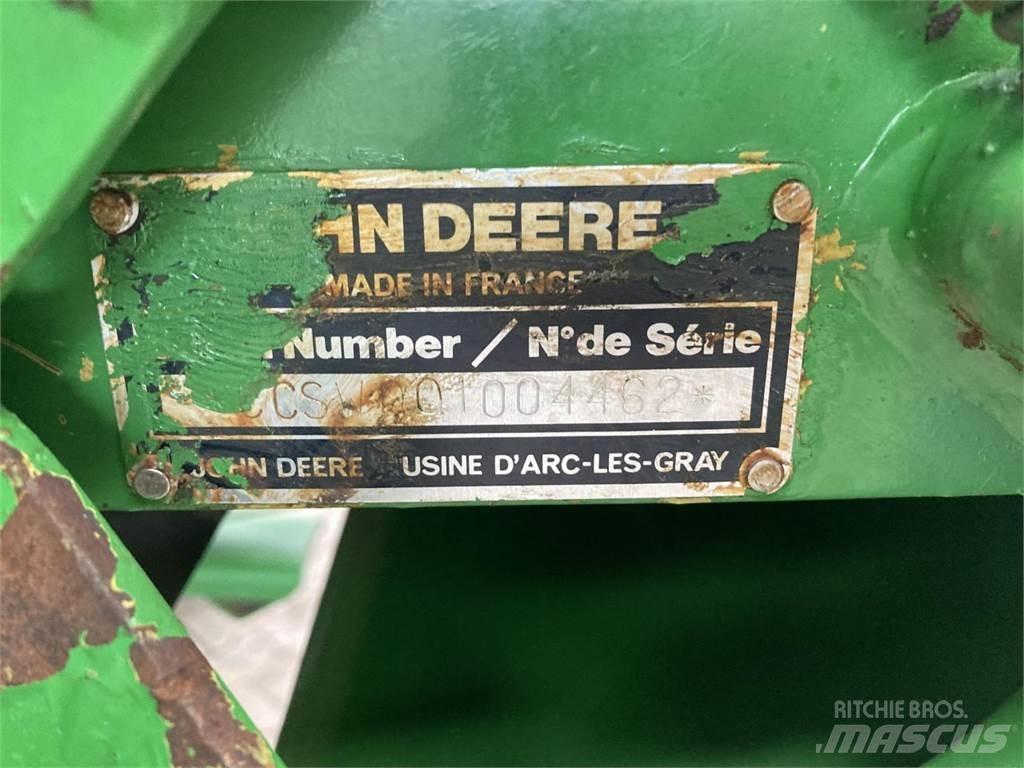 HN DEERE
MADE IN FRANCE
Number / N°de Série
JOHN DEERE USINE D'ARC-LES-GRAY
RITCHIE BROS.
MASCUS